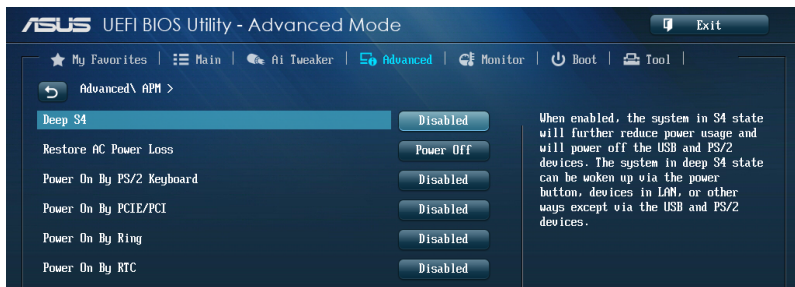 ASUS UEFI BIOS Utility - Advanced Mode
Exit
My Favorites | Main | Ai Tweaker | Advanced | Monitor | Boot | Tool |
Advanced\ APM >
Deep S4 Disabled
Restore AC Power Loss Power Off
Power On By PS/2 Keyboard Disabled
Power On By PCIE/PCI Disabled
Power On By Ring Disabled
Power On By RTC Disabled
When enabled, the system in S4 state
will further reduce power usage and
will power off the USB and PS/2
devices. The system in deep S4 state
can be woken up via the power
button, devices in LAN, or other
ways except via the USB and PS/2
devices.